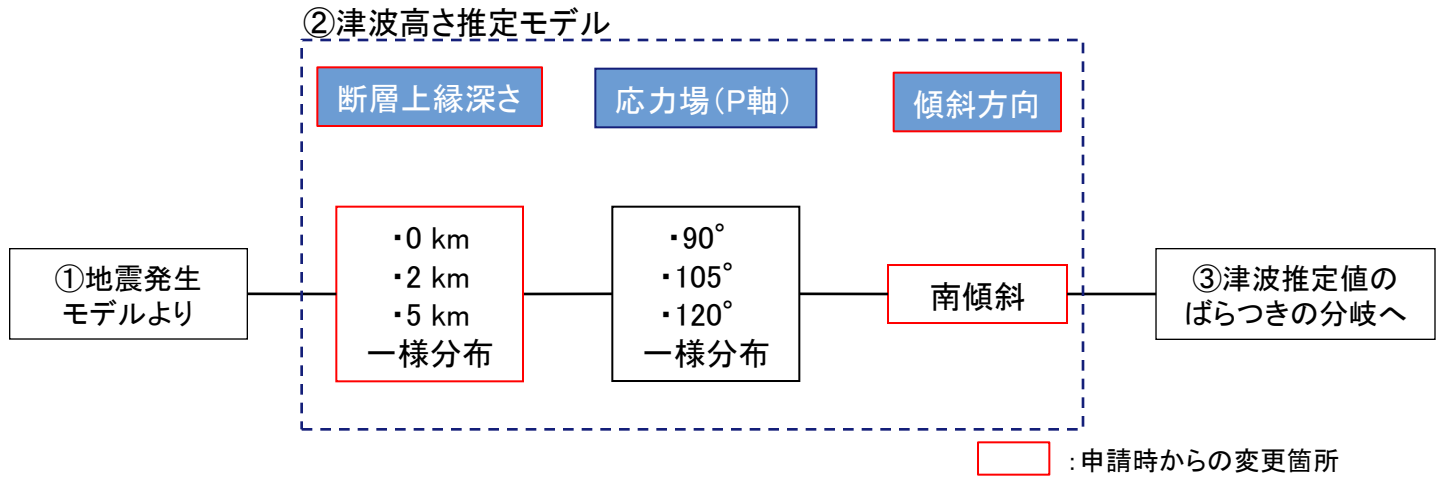 ②津波高さ推定モデル
断層上縁深さ
応力場(P軸)
傾斜方向
①地震発生
モデルより
・0 km
・2 km
・5 km
一様分布
・90°
・105°
・120°
一様分布
南傾斜
③津波推定値の
ばらつきの分岐へ
:申請時からの変更箇所